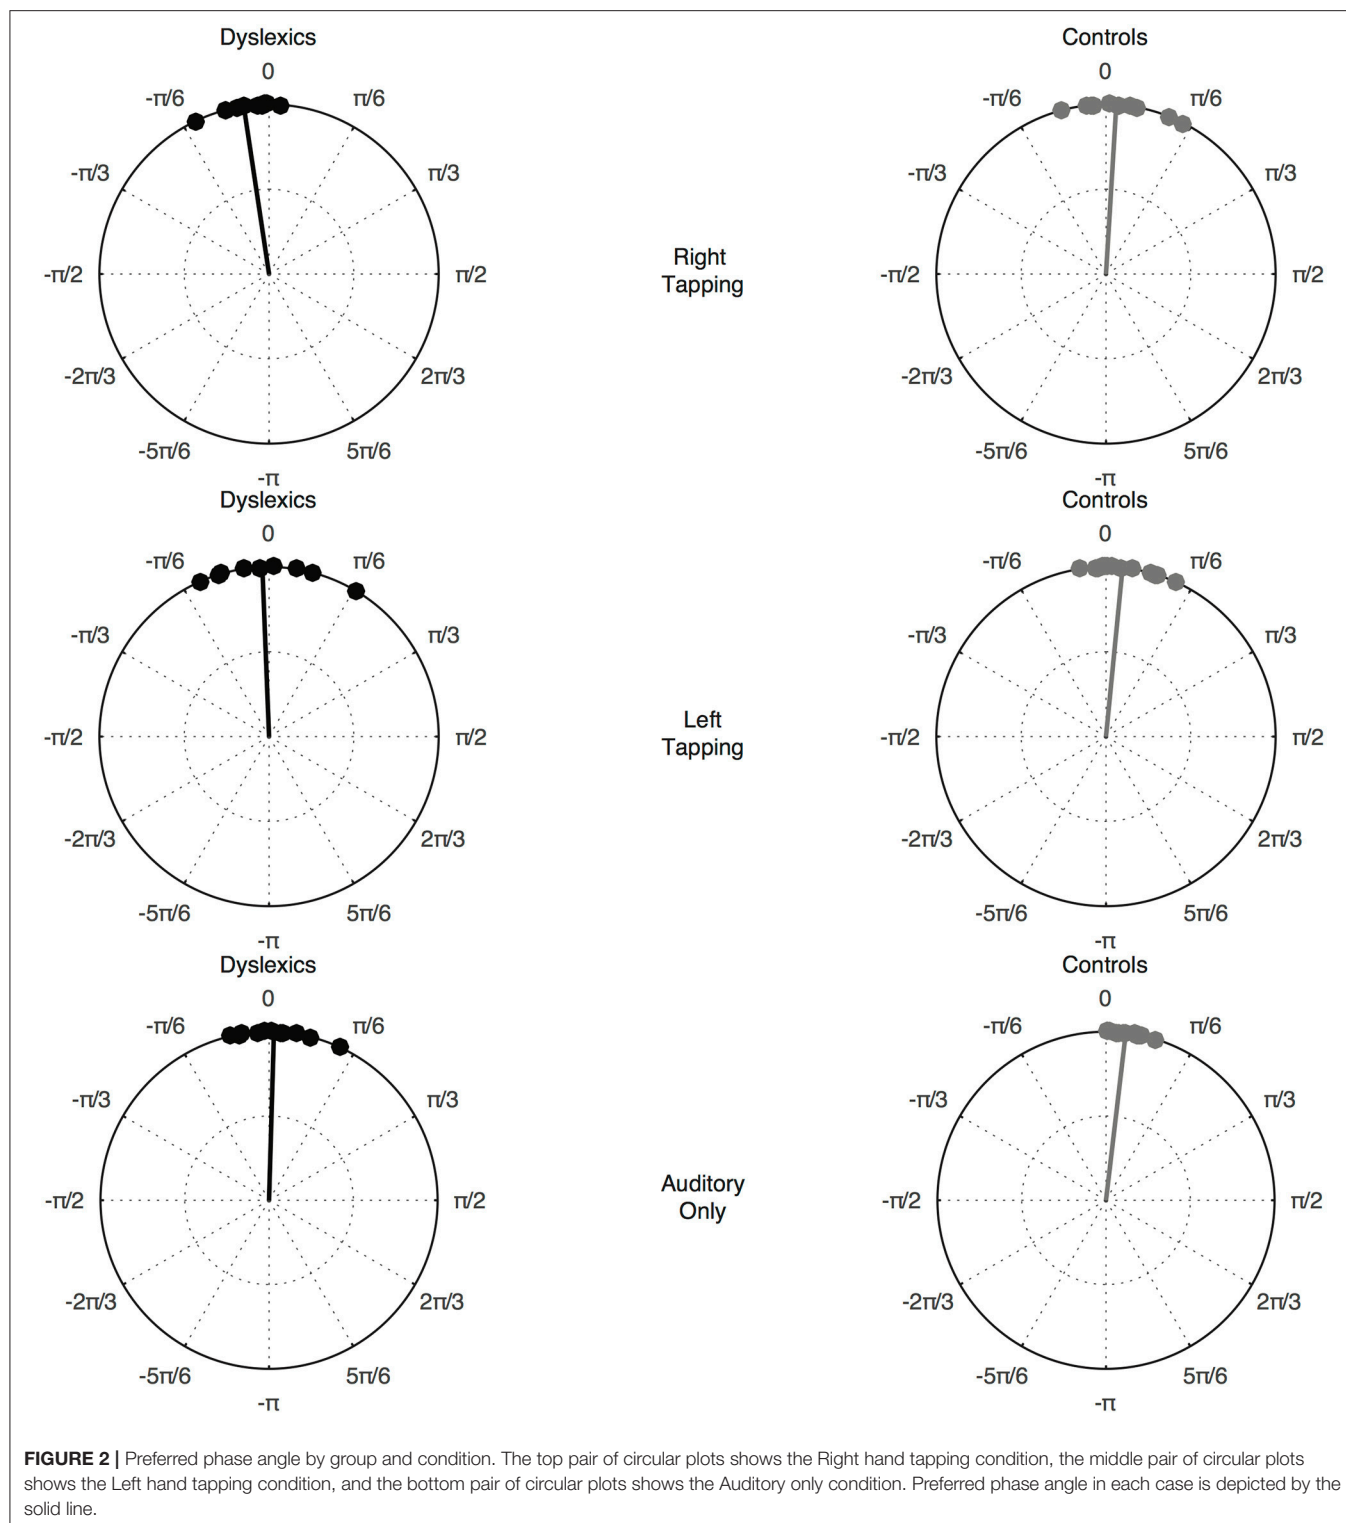 Dyslexics Controls
0 0
-π/6 π/6 -π/6 π/6
-π/3 π/3 -π/3 π/3
Right
Tapping
-π/2 π/2 -π/2 π/2
-2π/3 2π/3 -2π/3 2π/3
-5π/6 5π/6 -5π/6 5π/6
-π -π
Dyslexics Controls
0 0
-π/6 π/6 -π/6 π/6
-π/3 π/3 -π/3 π/3
Left
Tapping
-π/2 π/2 -π/2 π/2
-2π/3 2π/3 -2π/3 2π/3
-5π/6 5π/6 -5π/6 5π/6
-π -π
Dyslexics Controls
0 0
-π/6 π/6 -π/6 π/6
-π/3 π/3 -π/3 π/3
Auditory
Only
-π/2 π/2 -π/2 π/2
-2π/3 2π/3 -2π/3 2π/3
-5π/6 5π/6 -5π/6 5π/6
-π -π
FIGURE 2 | Preferred phase angle by group and condition. The top pair of circular plots shows the Right hand tapping condition, the middle pair of circular plots
shows the Left hand tapping condition, and the bottom pair of circular plots shows the Auditory only condition. Preferred phase angle in each case is depicted by the
solid line.